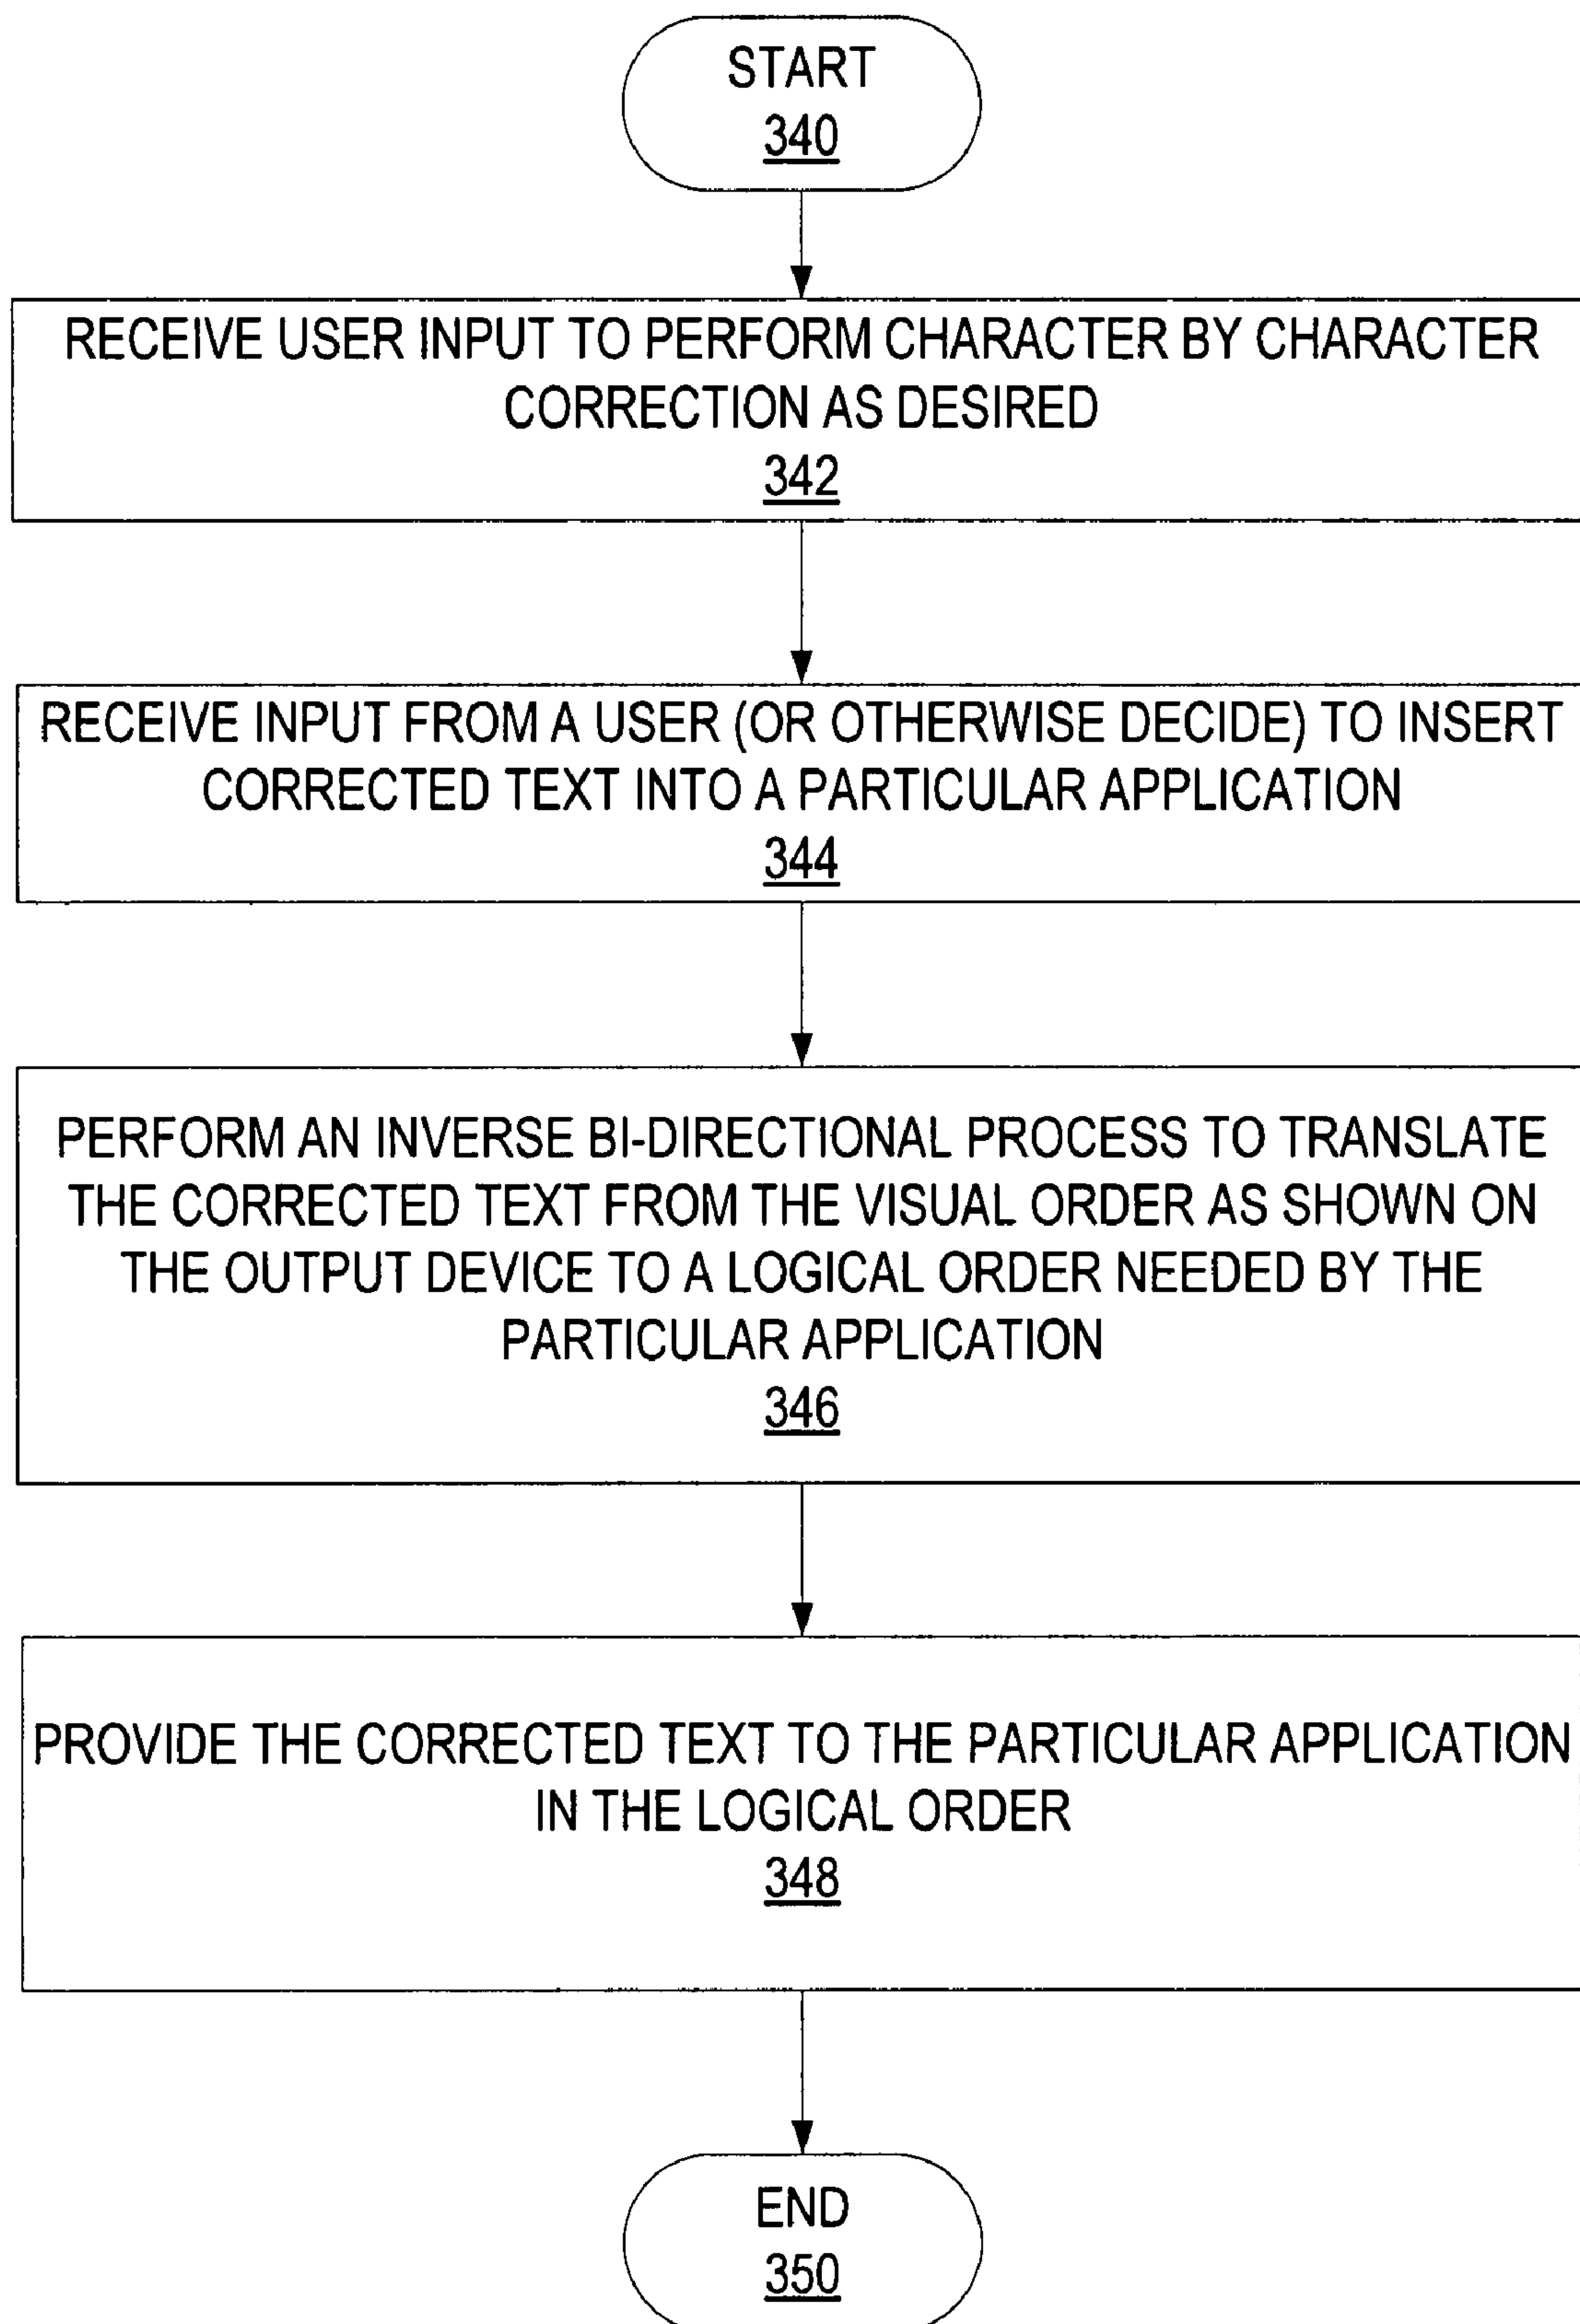 START
340
RECEIVE USER INPUT TO PERFORM CHARACTER BY CHARACTER
CORRECTION AS DESIRED
342
RECEIVE INPUT FROM A USER (OR OTHERWISE DECIDE) TO INSERT
CORRECTED TEXT INTO A PARTICULAR APPLICATION
344
PERFORM AN INVERSE BI-DIRECTIONAL PROCESS TO TRANSLATE
THE CORRECTED TEXT FROM THE VISUAL ORDER AS SHOWN ON
THE OUTPUT DEVICE TO A LOGICAL ORDER NEEDED BY THE
PARTICULAR APPLICATION
346
PROVIDE THE CORRECTED TEXT TO THE PARTICULAR APPLICATION
IN THE LOGICAL ORDER
348
END
350